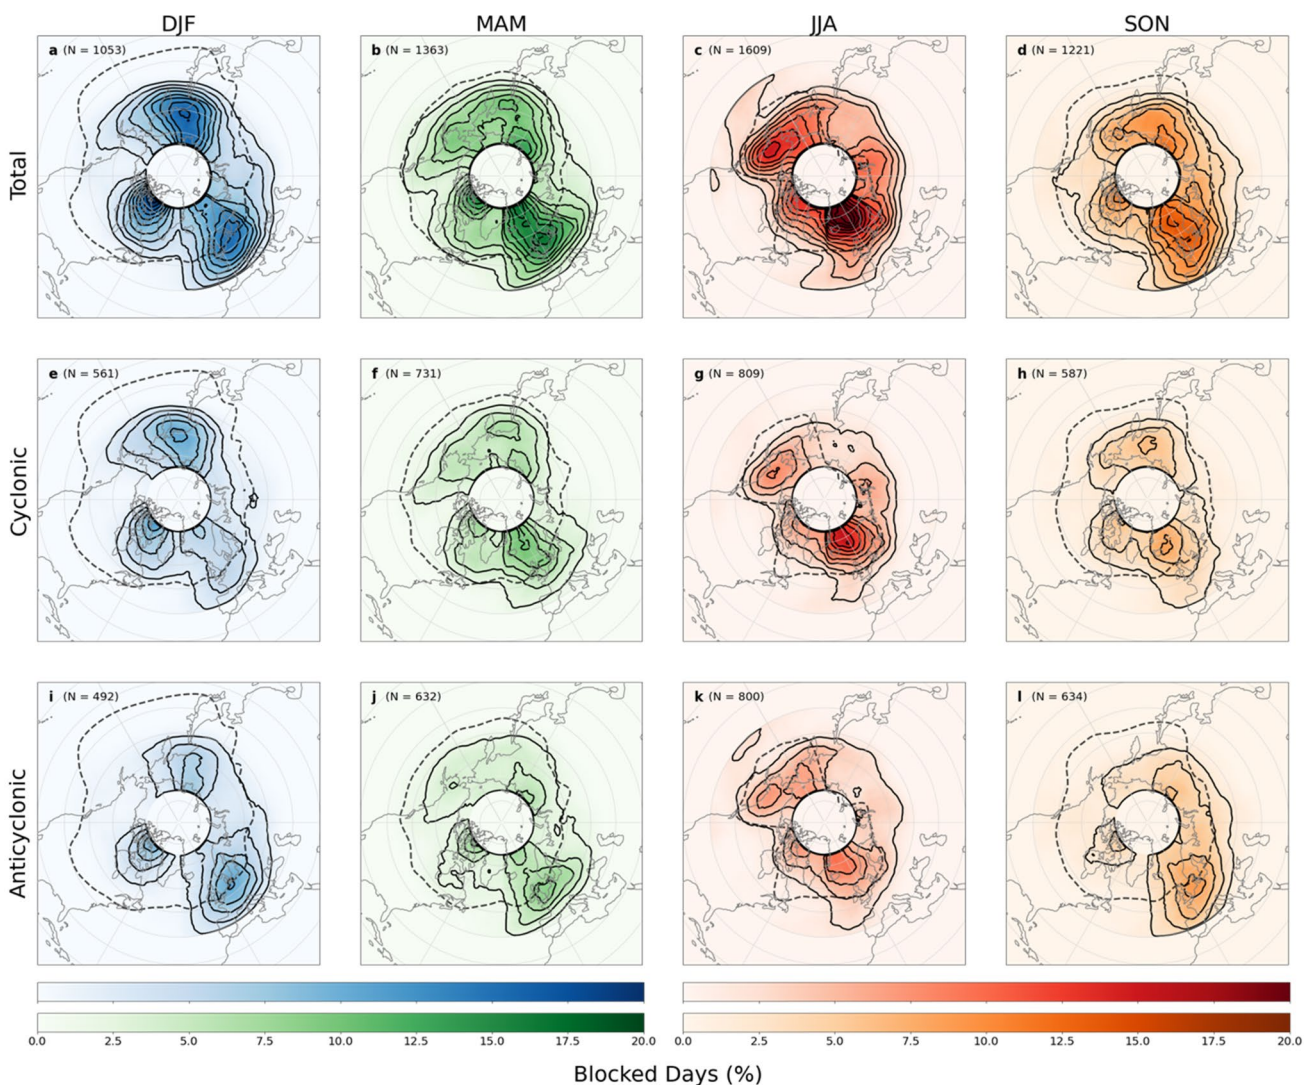 DJF MAM JJA SON
Total
a (N = 1053) b (N = 1363) c (N = 1609) d (N = 1221)
Cyclonic
e (N = 561) f (N = 731) g (N = 809) h (N = 587)
Anticyclonic
i (N = 492) j (N = 632) k (N = 800) l (N = 634)
0.0 2.5 5.0 7.5 10.0 12.5 15.0 17.5 20.0 0.0 2.5 5.0 7.5 10.0 12.5 15.0 17.5 20.0
Blocked Days (%)